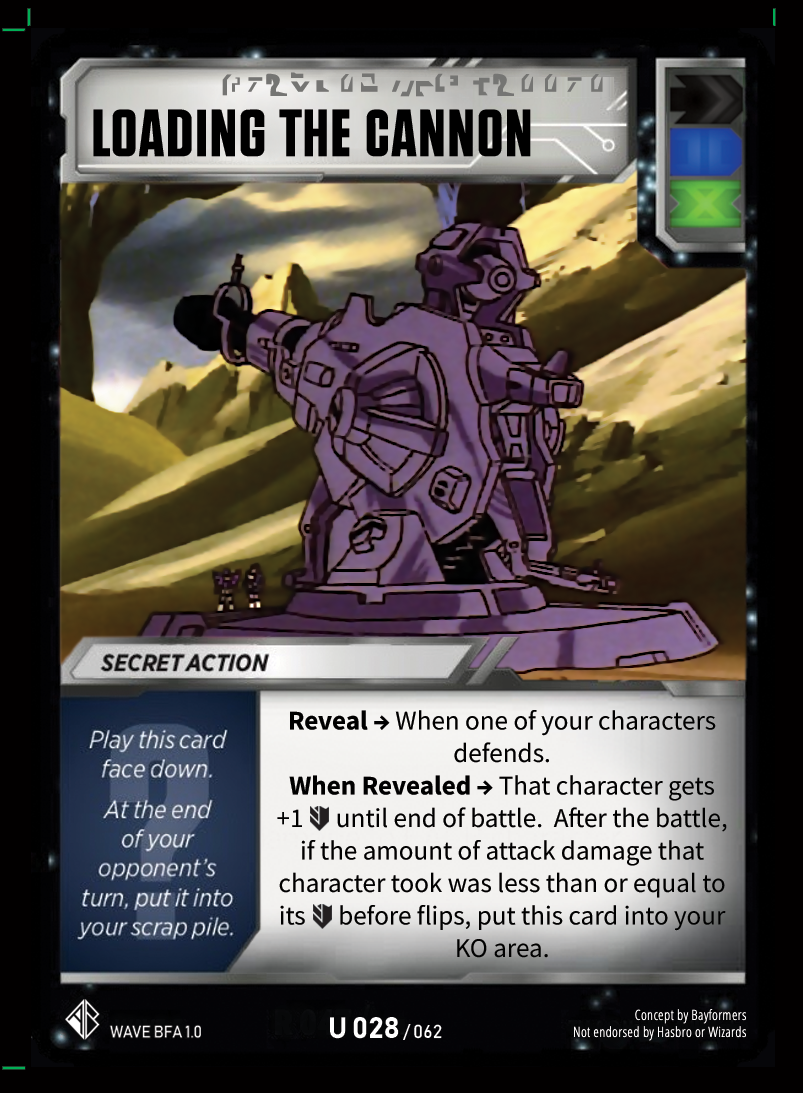 LOADING THE CANNON
SECRET ACTION
Play this card
face down.
At the end
of your
opponent's
turn, put it into
your scrap pile.
Reveal → When one of your characters
defends.
When Revealed → That character gets
+1 until end of battle. After the battle,
if the amount of attack damage that
character took was less than or equal to
its before flips, put this card into your
KO area.
WAVE BFA 1.0
U 028/062
Concept by Bayformers
Not endorsed by Hasbro or Wizards